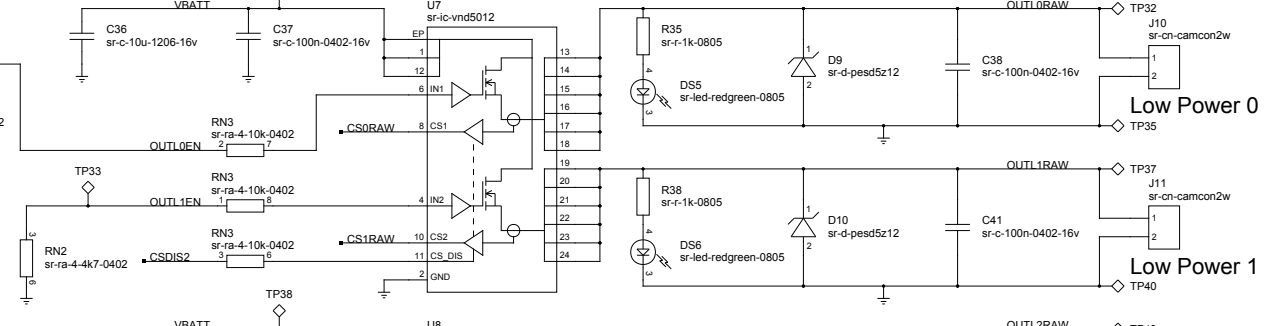 VBATT
C36
sr-c-10u-1206-16v
C37
sr-c-100n-0402-16v
U7
sr-ic-vnd5012
EP
1
12
6 IN1
8 CS1
4 IN2
10 CS2
11 CS_DIS
2 GND
13
14
15
16
17
18
19
20
21
22
23
24
RN3
sr-ra-4-10k-0402
OUTL0EN 2 7
CS0RAW
TP33
RN3
sr-ra-4-10k-0402
OUTL1EN 1 8
CS1RAW
RN3
sr-ra-4-10k-0402
CSDIS2 3 6
3
RN2
sr-ra-4-4k7-0402
6
2
R35
sr-r-1k-0805
4
DS5
sr-led-redgreen-0805
3
1
D9
sr-d-pesd5z12
2
C38
sr-c-100n-0402-16v
OUTL0RAW
TP32
J10
sr-cn-camcon2w
1
2
Low Power 0
TP35
R38
sr-r-1k-0805
4
DS6
sr-led-redgreen-0805
3
1
D10
sr-d-pesd5z12
2
C41
sr-c-100n-0402-16v
OUTL1RAW
TP37
J11
sr-cn-camcon2w
1
2
Low Power 1
TP40
TP38
VBATT
U8
OUTL2RAW